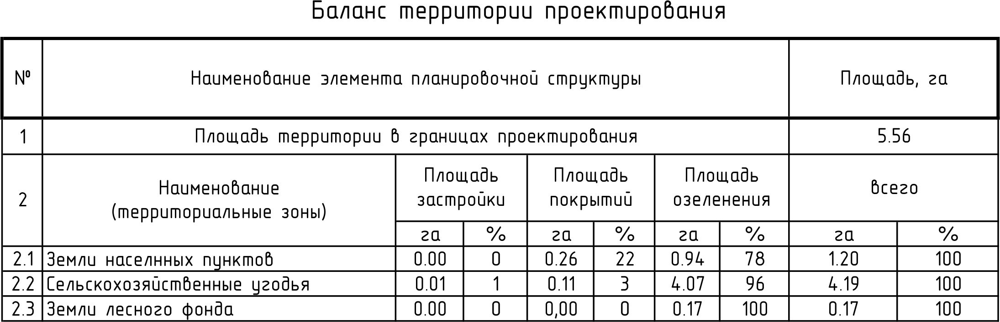 Баланс территории проектирования
№ Наименование элемента планировочной структуры Площадь, га
1 Площадь территории в границах проектирования 5.56
2 Наименование (территориальные зоны) Площадь застройки Площадь покрытий Площадь озеленения всего
га % га % га % га %
2.1 Земли населнных пунктов 0.00 0 0.26 22 0.94 78 1.20 100
2.2 Сельскохозяйственные угодья 0.01 1 0.11 3 4.07 96 4.19 100
2.3 Земли лесного фонда 0.00 0 0,00 0 0.17 100 0.17 100